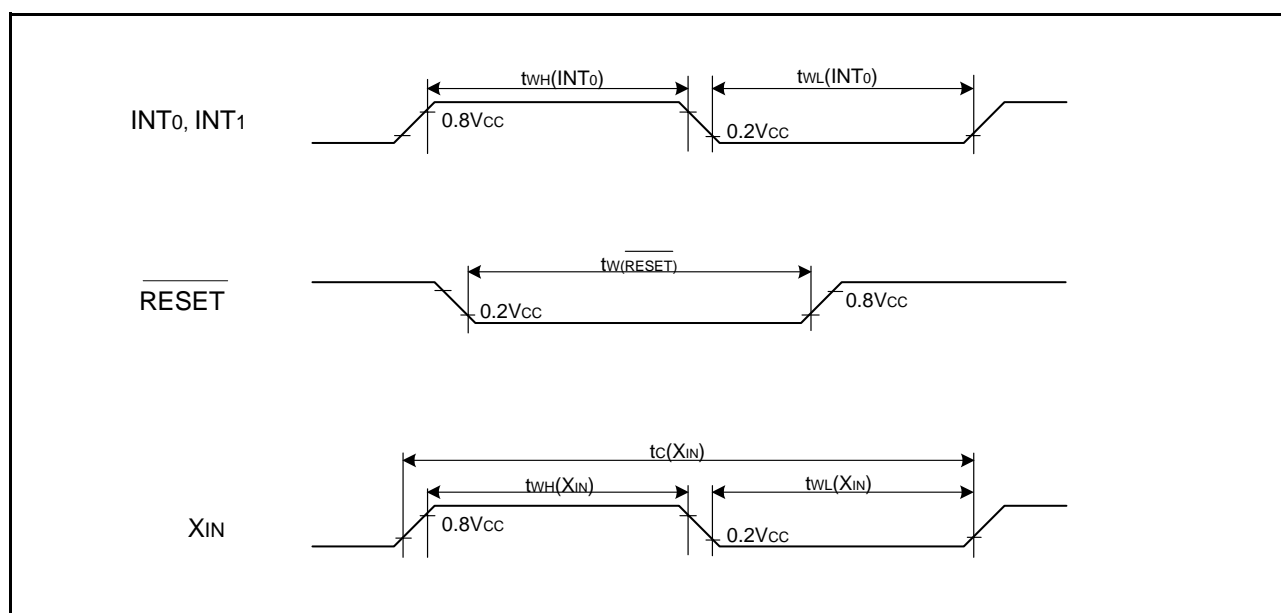 tWH(INT0) tWL(INT0)
INT0, INT1
0.8VCC 0.2VCC
tW(RESET)
RESET
0.2VCC 0.8VCC
tC(XIN)
tWH(XIN) tWL(XIN)
XIN
0.8VCC 0.2VCC